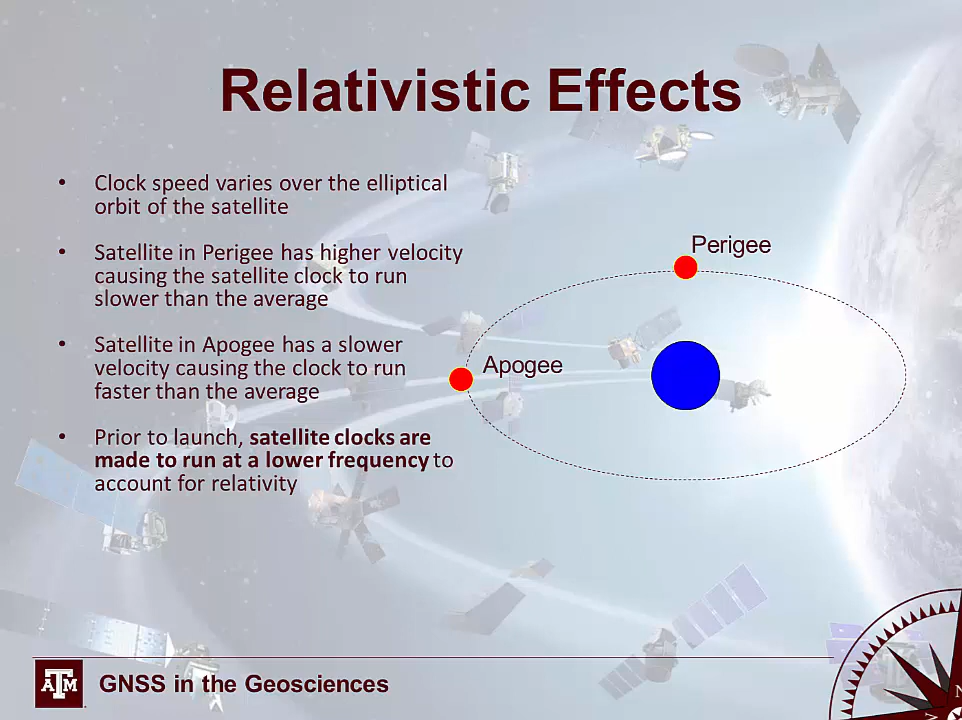 Relativistic Effects
• Clock speed varies over the elliptical
orbit of the satellite
• Satellite in Perigee has higher velocity
causing the satellite clock to run
slower than the average
• Satellite in Apogee has a slower
velocity causing the clock to run
faster than the average
• Prior to launch, satellite clocks are
made to run at a lower frequency to
account for relativity
Perigee
Apogee
ATM
GNSS in the Geosciences
N